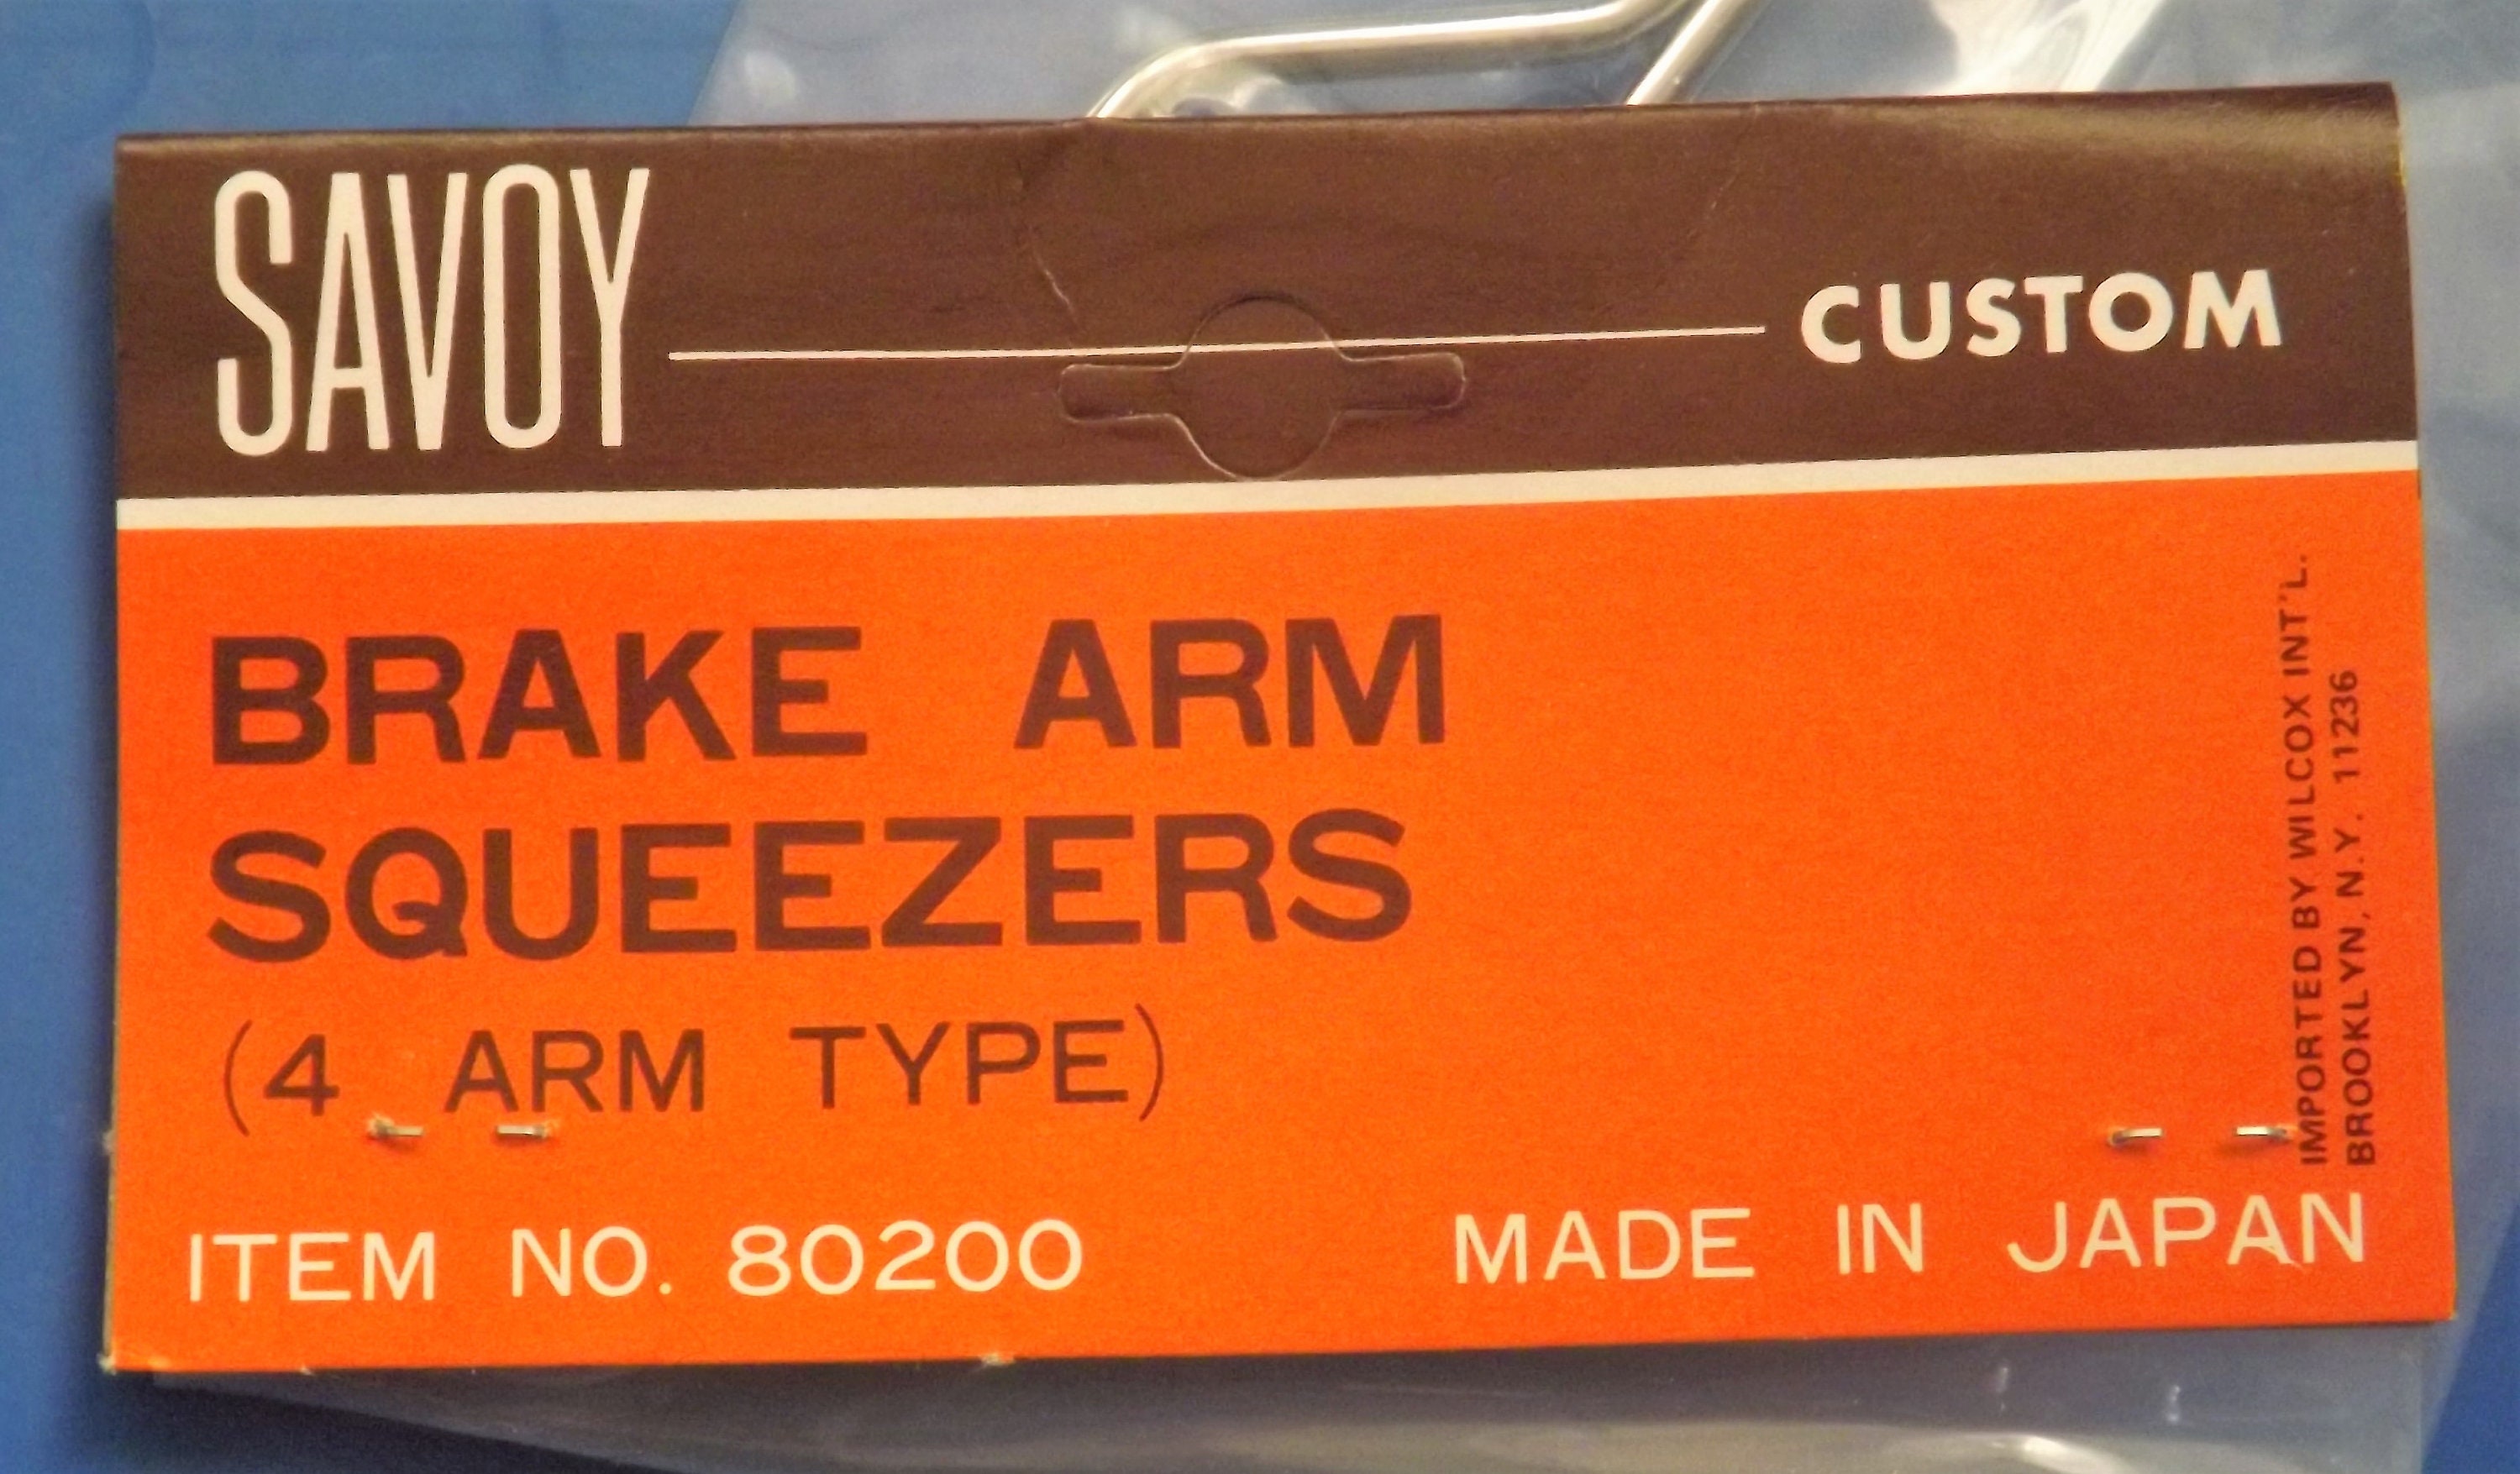 SAVOY
CUSTOM
BRAKE ARM
SQUEEZERS
(4 ARM TYPE)
ITEM NO. 80200
MADE IN JAPAN
IMPORTED BY WILCOX INT'L.
BROOKLYN, N.Y. 11236